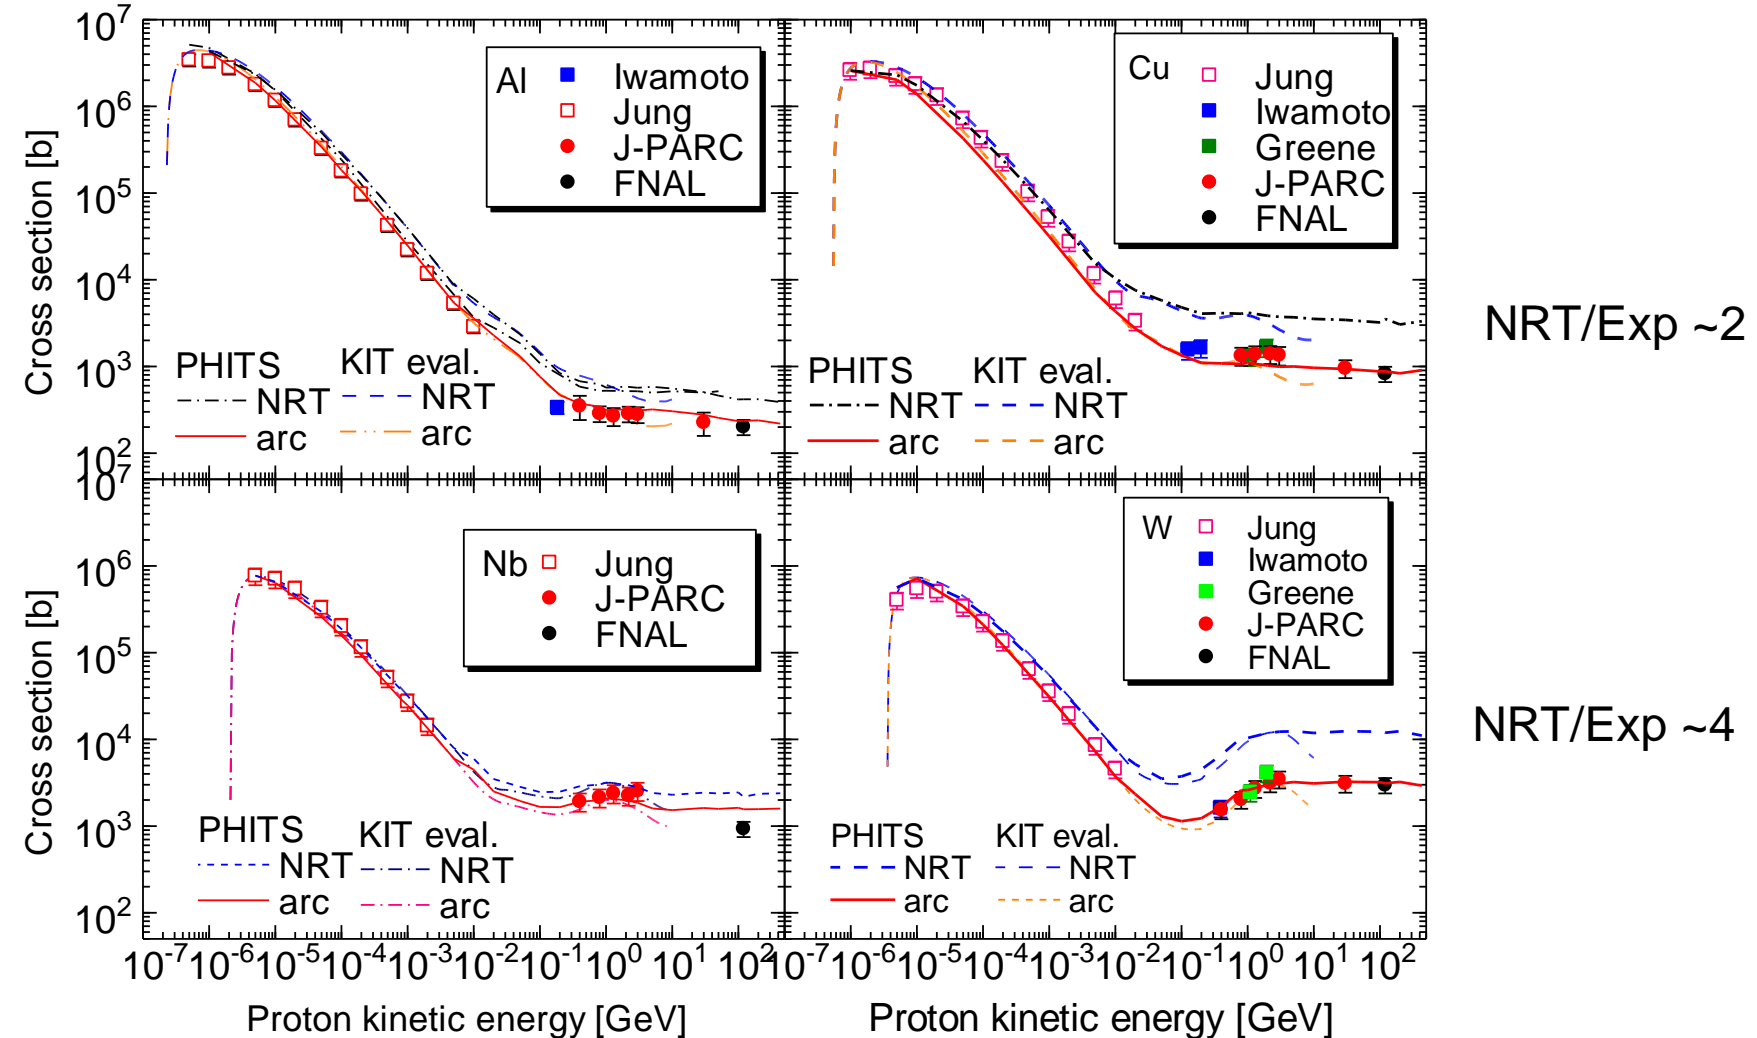 10^7
10^6
10^5
10^4
10^3
10^2
Cross section [b]
Al
Iwamoto
Jung
J-PARC
FNAL
PHITS KIT eval.
NRT NRT
arc arc
Cu
Jung
Iwamoto
Greene
J-PARC
FNAL
PHITS KIT eval.
NRT NRT
arc arc
NRT/Exp ~2
10^7
10^6
10^5
10^4
10^3
10^2
Cross section [b]
Nb
Jung
J-PARC
FNAL
PHITS KIT eval.
NRT NRT
arc arc
W
Jung
Iwamoto
Greene
J-PARC
FNAL
PHITS KIT eval.
NRT NRT
arc arc
NRT/Exp ~4
10^-7 10^-6 10^-5 10^-4 10^-3 10^-2 10^-1 10^0 10^1 10^2
10^-7 10^-6 10^-5 10^-4 10^-3 10^-2 10^-1 10^0 10^1 10^2
Proton kinetic energy [GeV]
Proton kinetic energy [GeV]